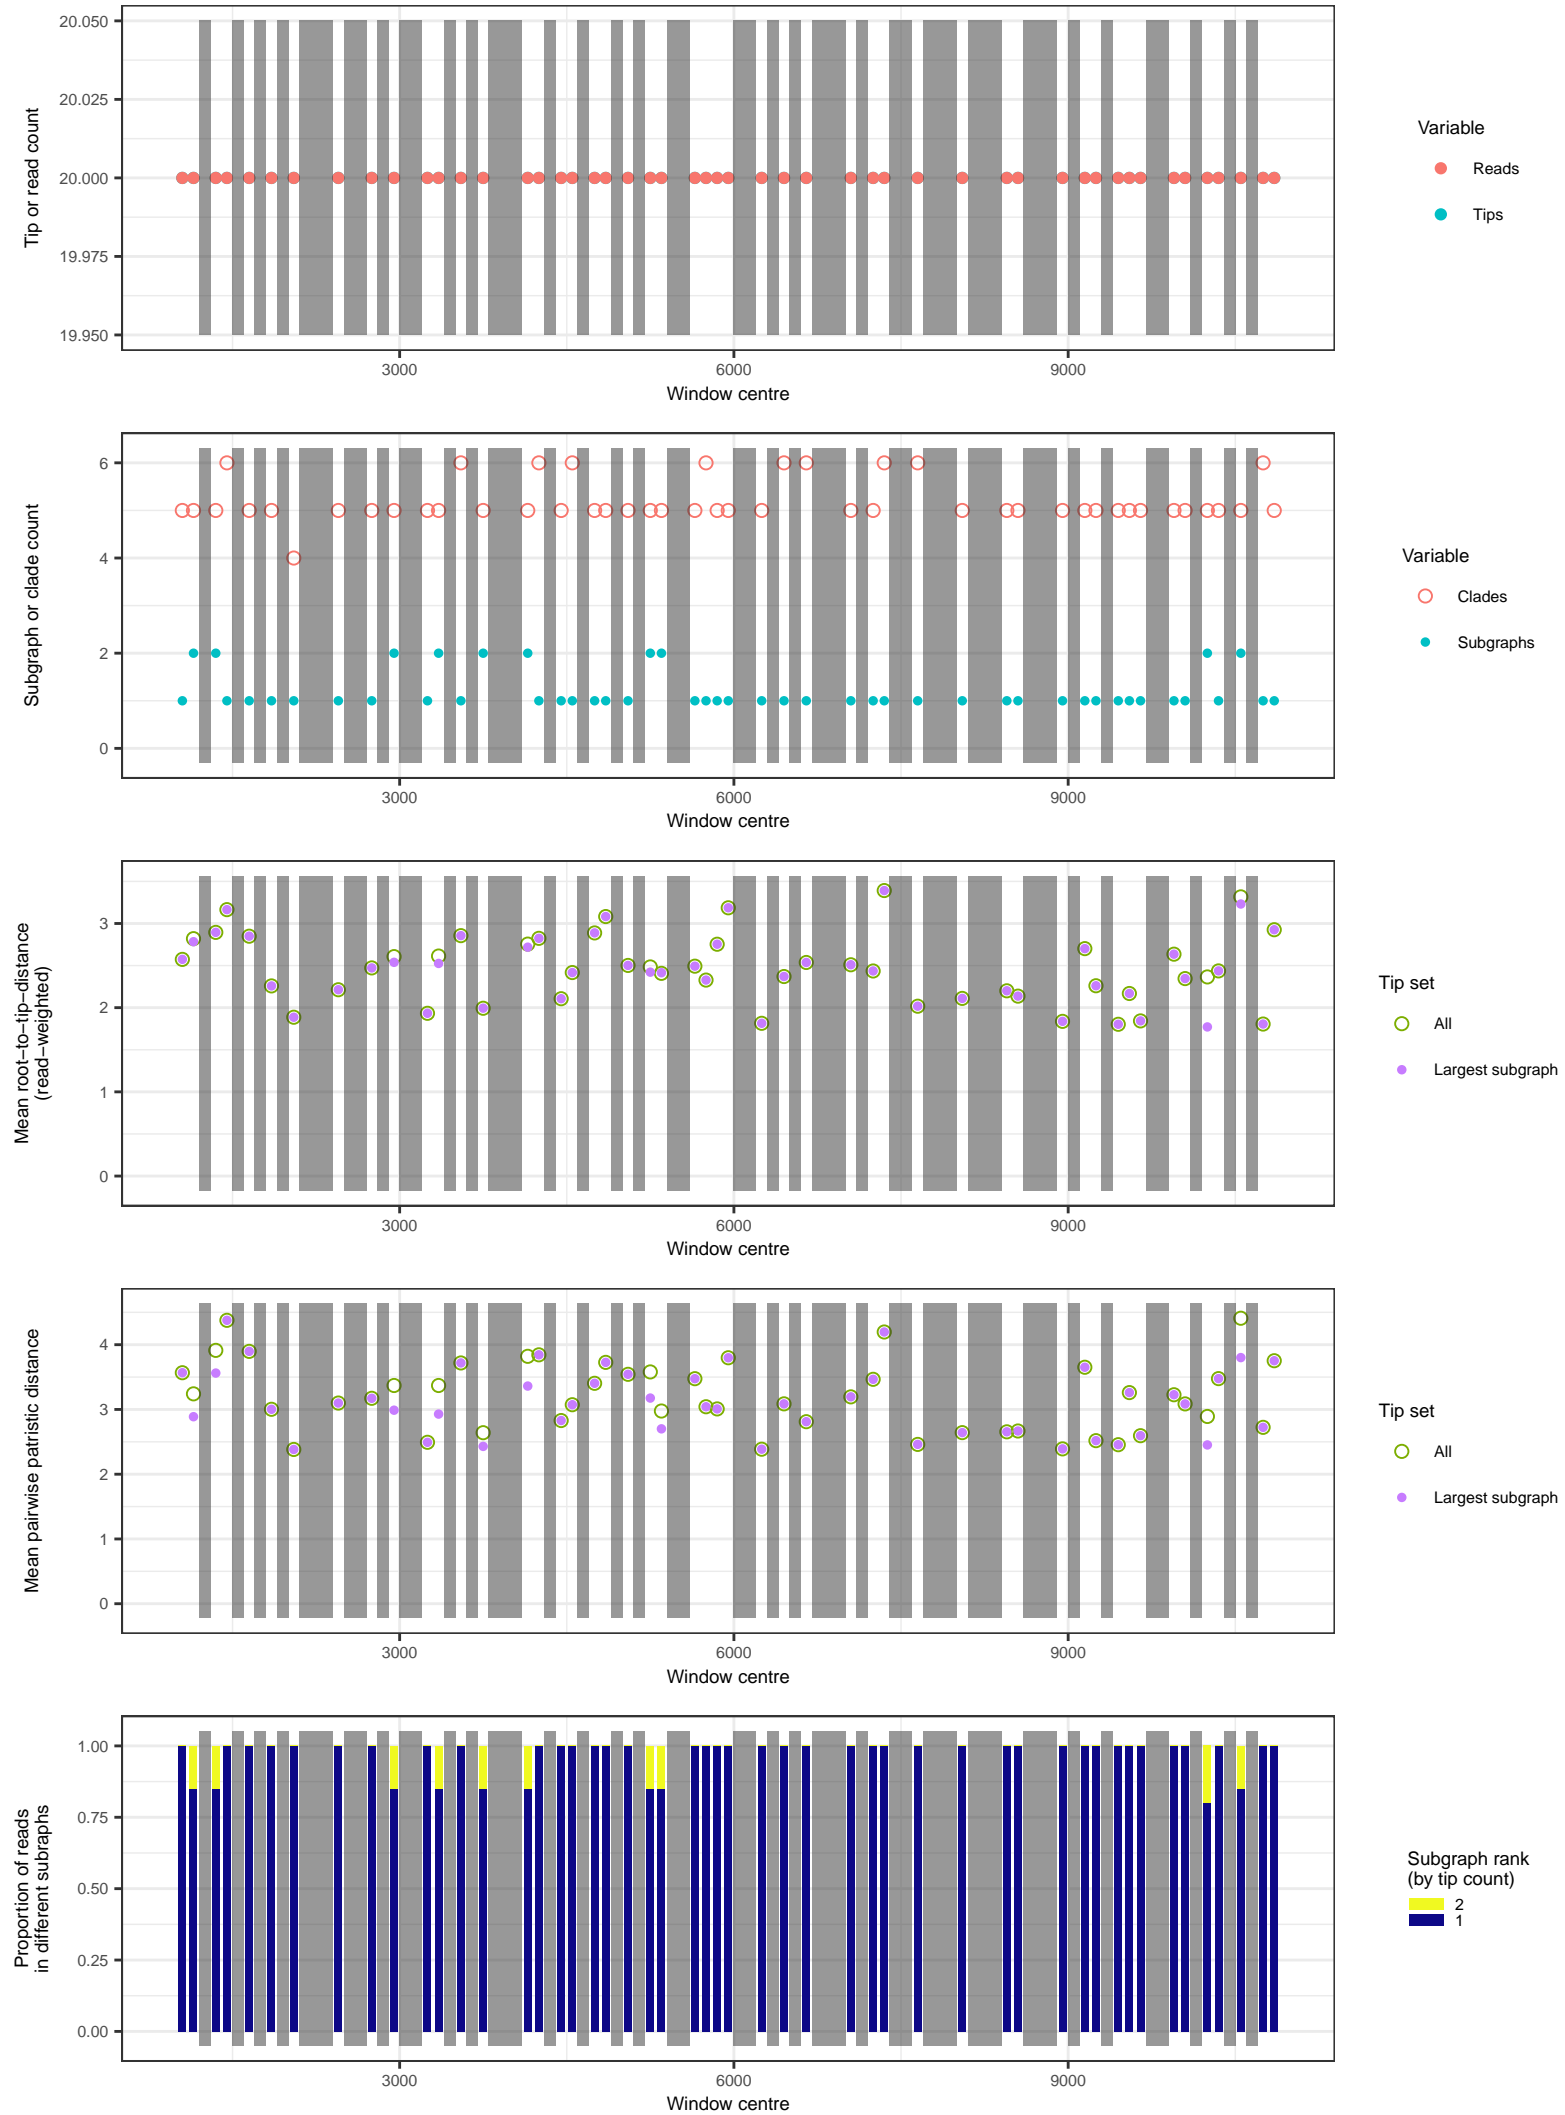 20.050
20.025
20.000
19.975
19.950
Tip or read count
3000 6000 9000
Window centre
Variable
Reads
Tips
6
4
2
0
Subgraph or clade count
3000 6000 9000
Window centre
Variable
Clades
Subgraphs
3
2
1
0
Mean root−to−tip−distance
(read−weighted)
3000 6000 9000
Window centre
Tip set
All
Largest subgraph
4
3
2
1
0
Mean pairwise patristic distance
3000 6000 9000
Window centre
Tip set
All
Largest subgraph
1.00
0.75
0.50
0.25
0.00
Proportion of reads
in different subraphs
3000 6000 9000
Window centre
Subgraph rank
(by tip count)
2
1